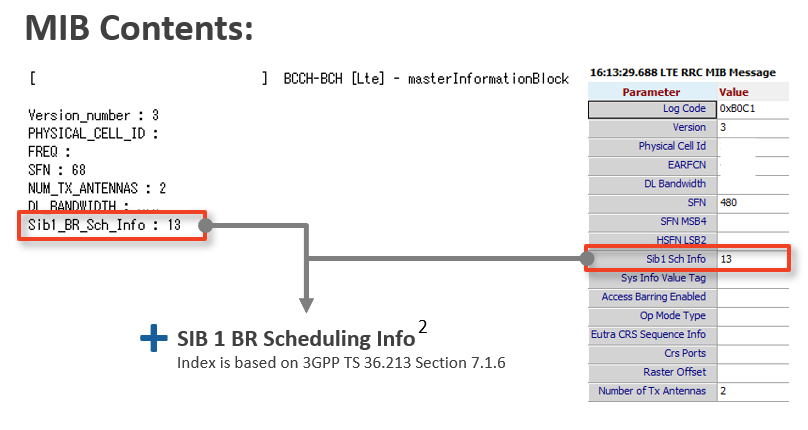 MIB Contents:
[ ] BCCH-BCH [Lte] - masterInformationBlock
Version_number : 3
PHYSICAL_CELL_ID :
FREQ :
SFN : 68
NUM_TX_ANTENNAS : 2
DL_BANDWIDTH :
Sib1_BR_Sch_Info : 13
16:13:29.688 LTE RRC MIB Message
Parameter Value
Log Code 0xB0C1
Version 3
Physical Cell Id
EARFCN
DL Bandwidth
SFN 480
SFN MSB4
HSFN LSB2
Sib1 Sch Info 13
Sys Info Value Tag
Access Barring Enabled
Op Mode Type
Eutra CRS Sequence Info
Crs Ports
Raster Offset
Number of Tx Antennas 2
SIB 1 BR Scheduling Info 2
Index is based on 3GPP TS 36.213 Section 7.1.6